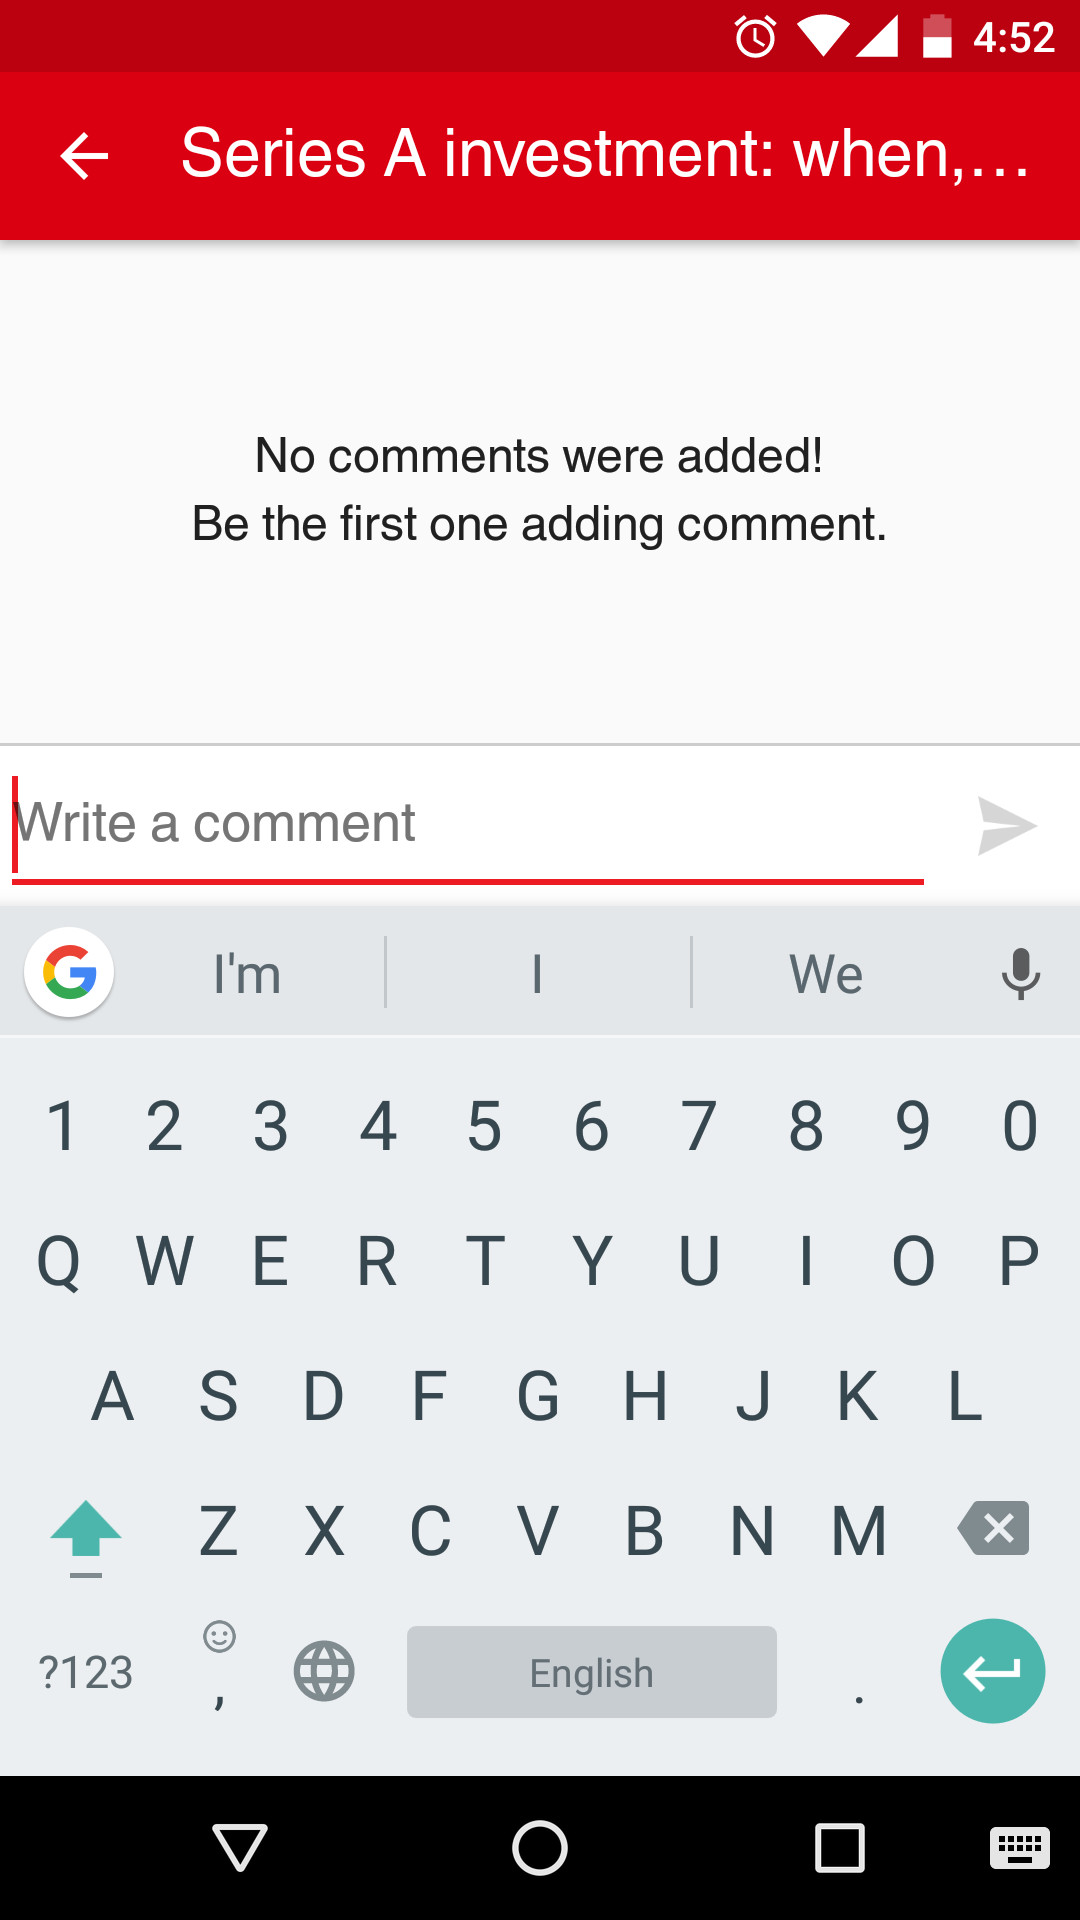 4:52
Series A investment: when,...
No comments were added!
Be the first one adding comment.
Write a comment
I'm I We
1 2 3 4 5 6 7 8 9 0
Q W E R T Y U I O P
A S D F G H J K L
Z X C V B N M
?123 , English .